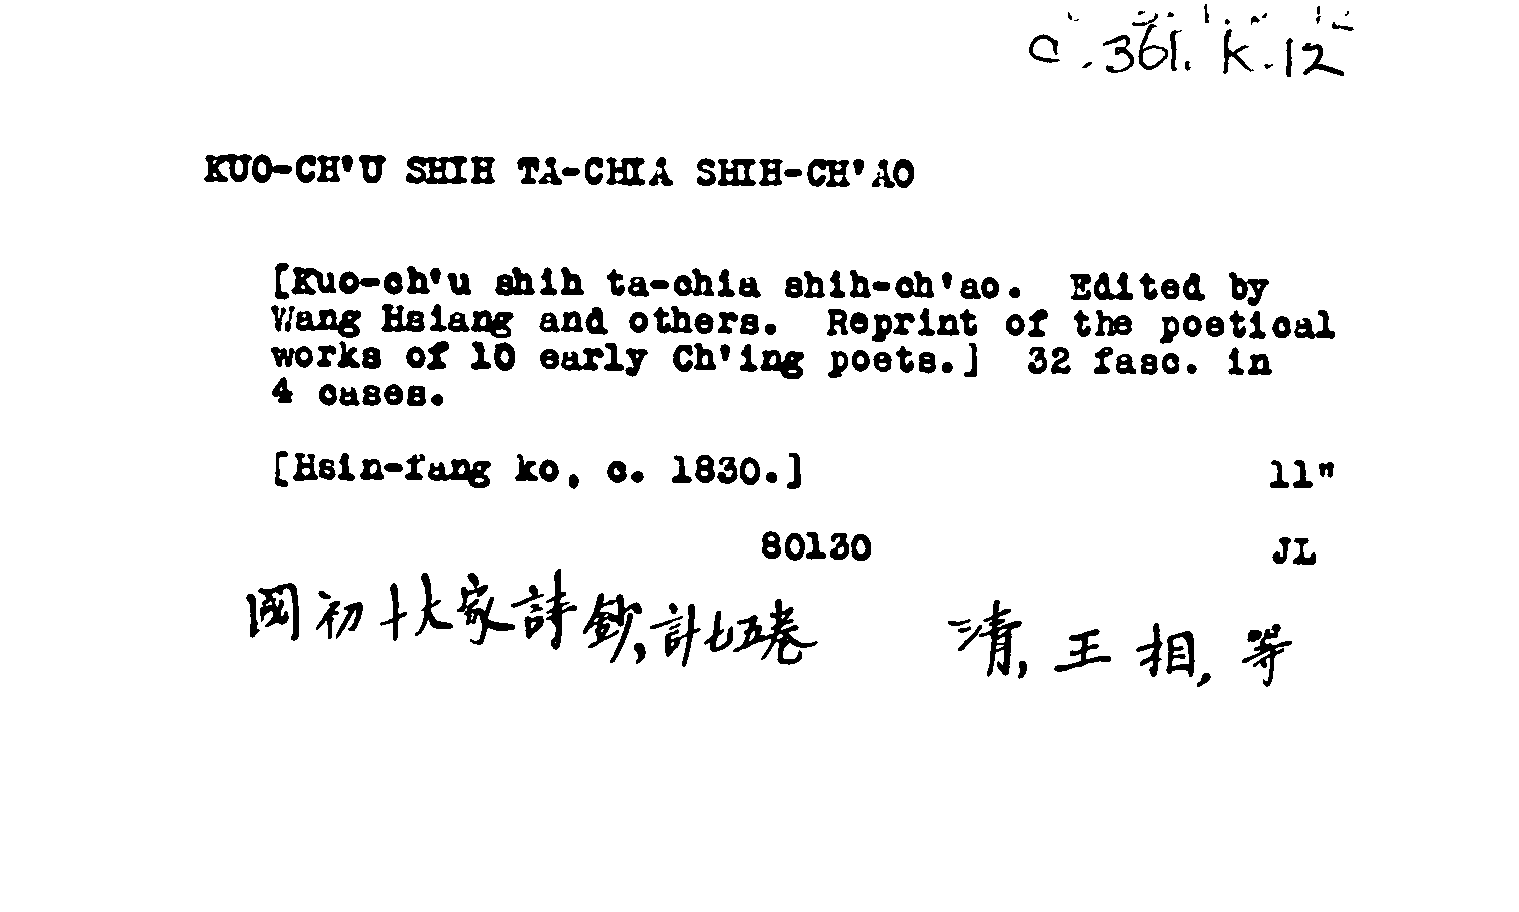 C.361.K.12
KUO-CH'U SHIH TA-CHIA SHIH-CH'AO
[Kuo-ch'u shih ta-chia shih-ch'ao. Edited by
Wang Hsiang and others. Reprint of the poetical
works of 10 early Ch'ing poets.] 32 fasc. in
4 cases.
[Hsin-fang ko, c. 1830.] 11"
80130 JL
國初十大家詩鈔,計七五卷 清,王相,等